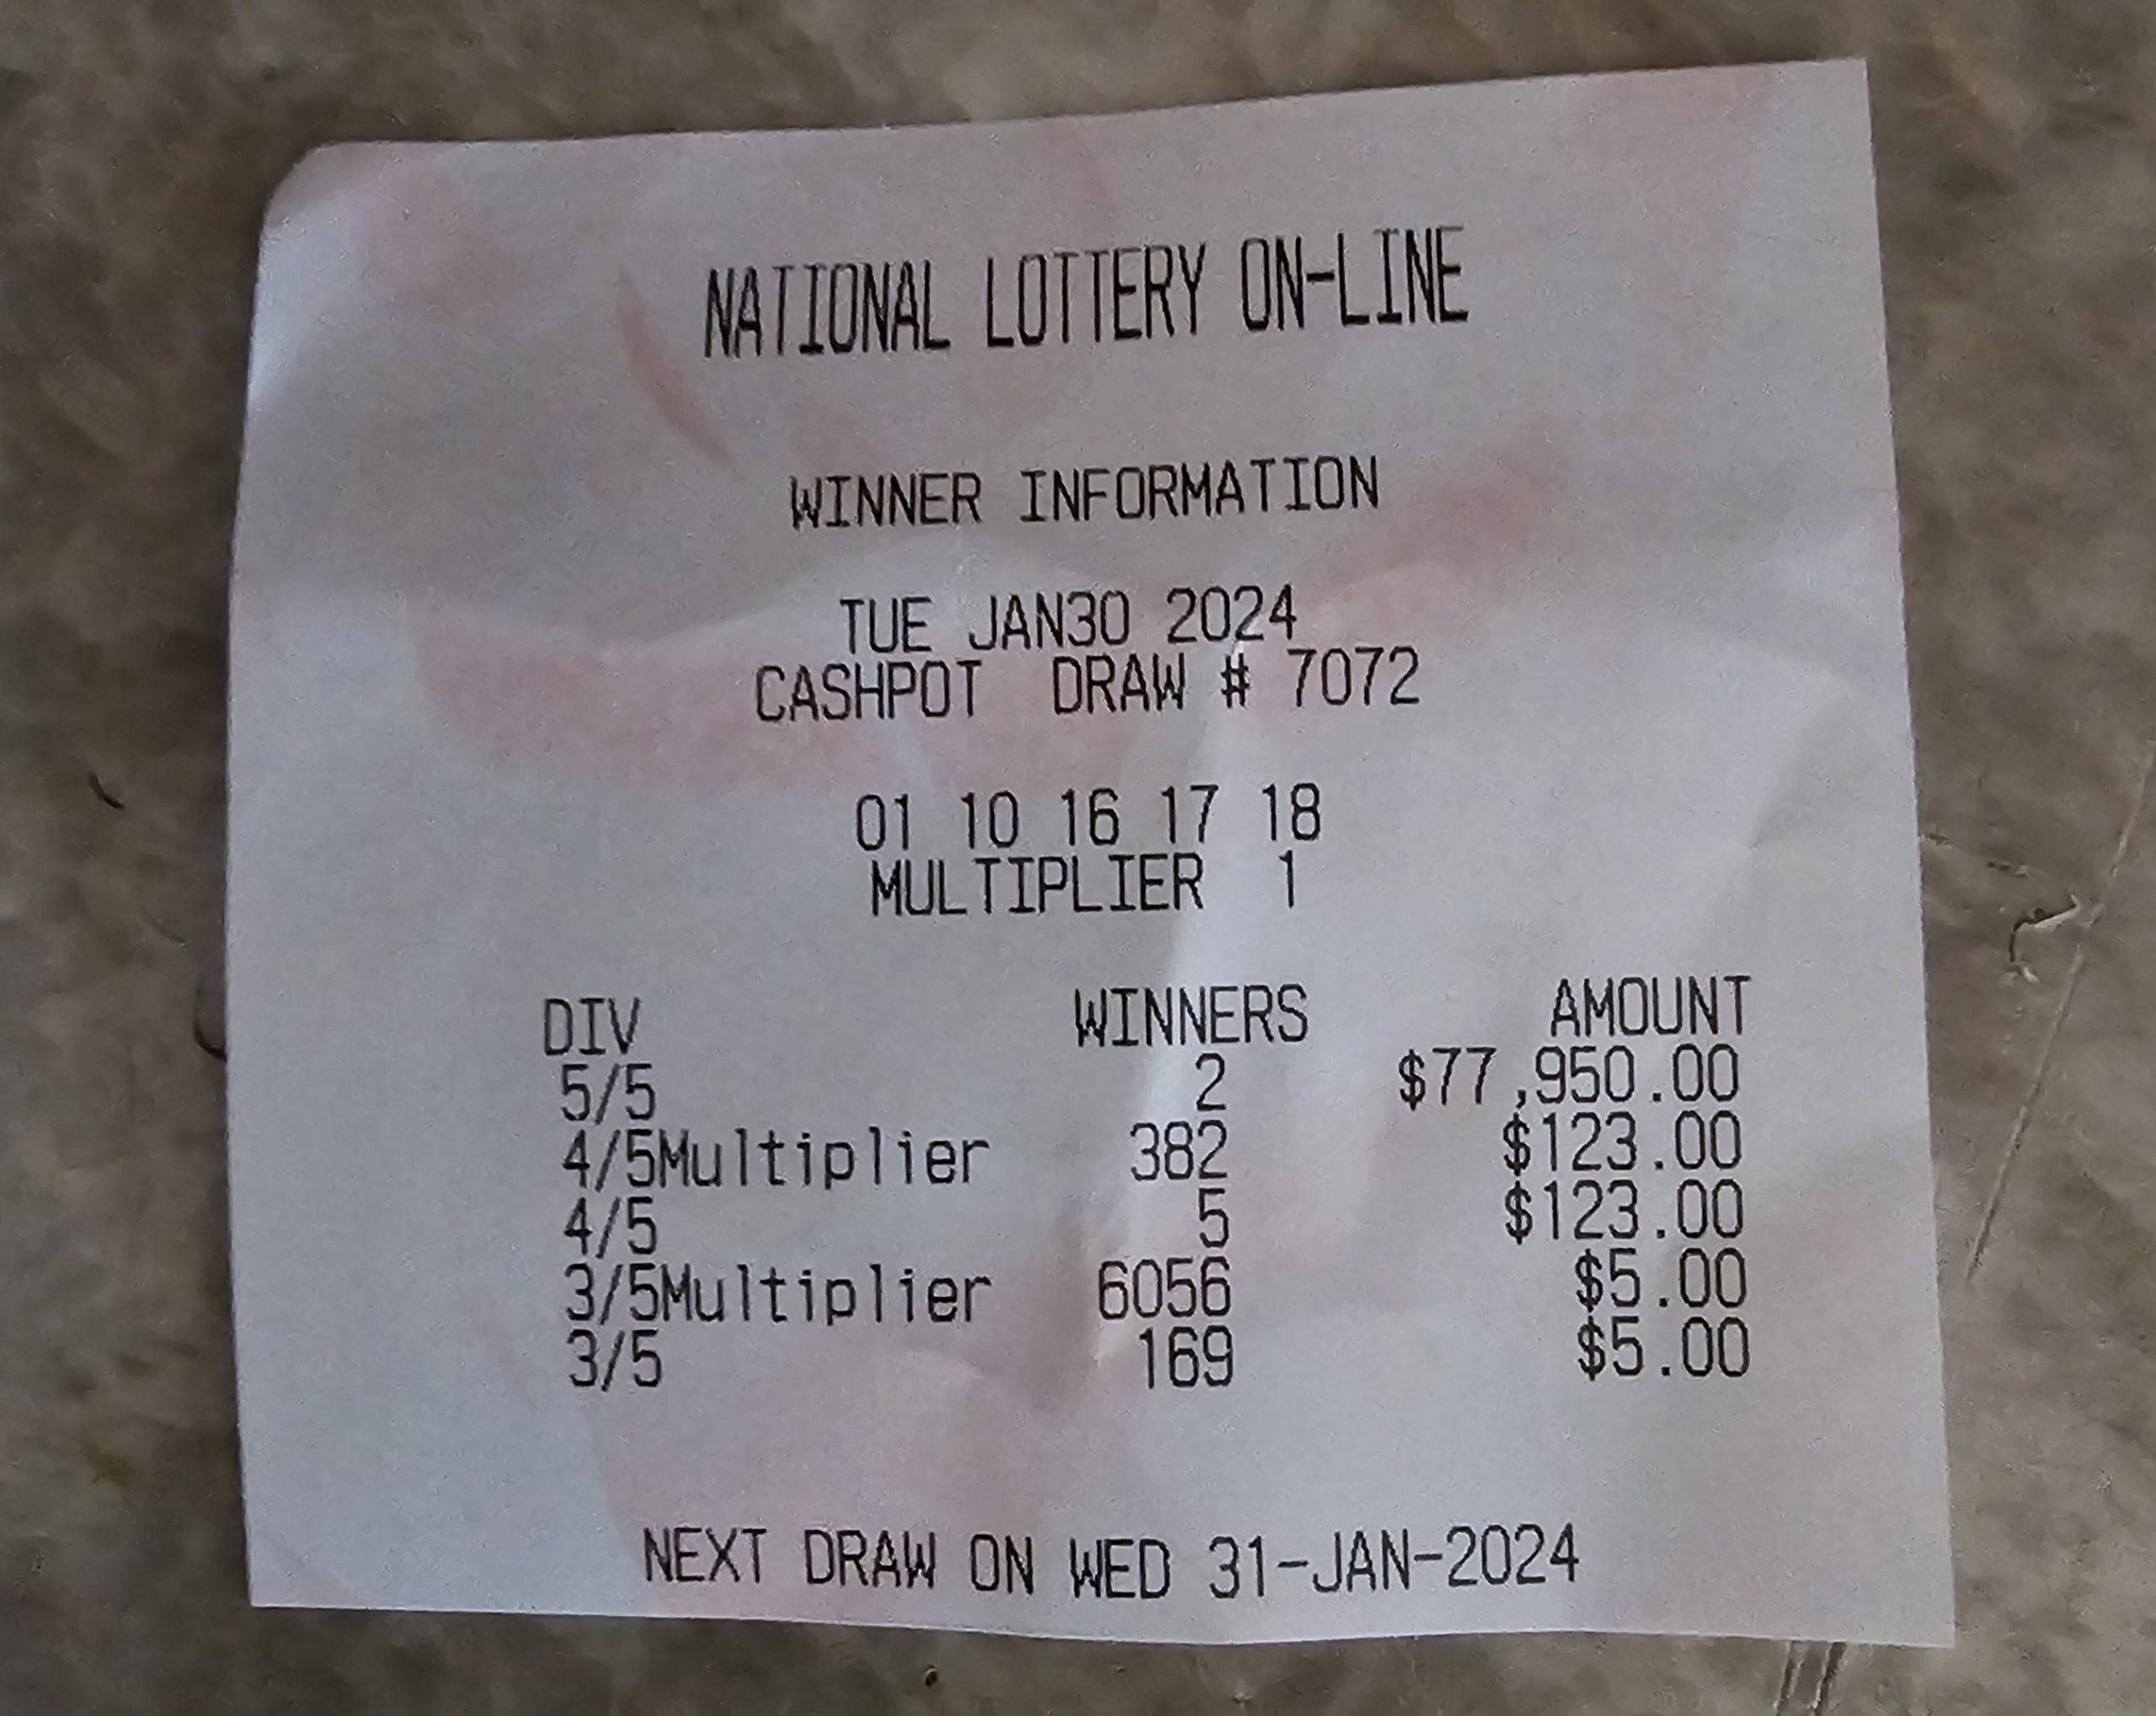 NATIONAL LOTTERY ON-LINE
WINNER INFORMATION
TUE JAN30 2024
CASHPOT DRAW # 7072
01 10 16 17 18
MULTIPLIER 1
DIV WINNERS AMOUNT
5/5 2 $77,950.00
4/5Multiplier 382 $123.00
4/5 5 $123.00
3/5Multiplier 6056 $5.00
3/5 169 $5.00
NEXT DRAW ON WED 31-JAN-2024